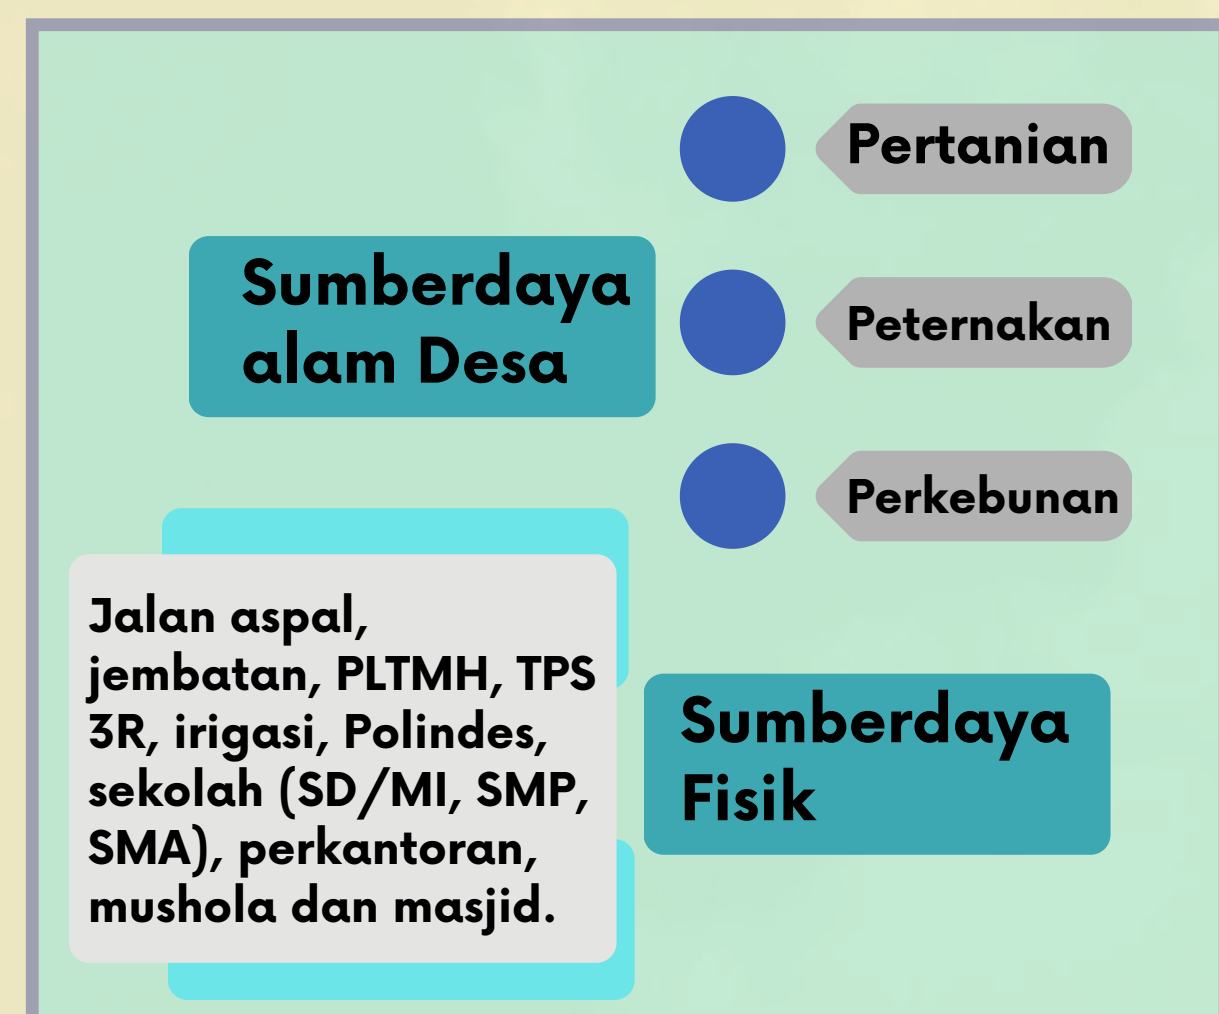 Sumberdaya
alam Desa
Pertanian
Peternakan
Perkebunan
Jalan aspal,
jembatan, PLTMH, TPS
3R, irigasi, Polindes,
sekolah (SD/MI, SMP,
SMA), perkantoran,
mushola dan masjid.
Sumberdaya
Fisik